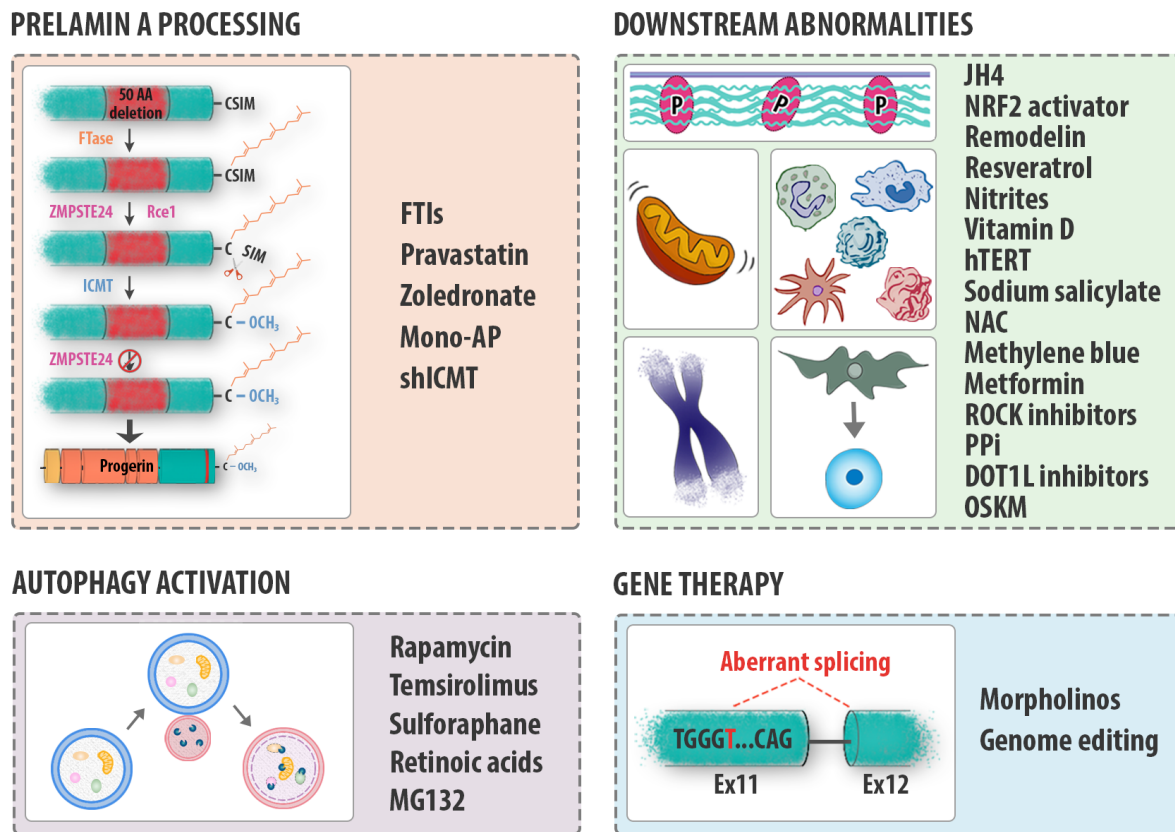 PRELAMIN A PROCESSING
50 AA
deletion
CSIM
FTase
CSIM
ZMPSTE24
Rce1
C
SIM
ICMT
C – OCH₃
ZMPSTE24
C – OCH₃
Progerin
C – OCH₃
FTIs
Pravastatin
Zoledronate
Mono-AP
shICMT
DOWNSTREAM ABNORMALITIES
P
P
P
JH4
NRF2 activator
Remodelin
Resveratrol
Nitrites
Vitamin D
hTERT
Sodium salicylate
NAC
Methylene blue
Metformin
ROCK inhibitors
PPi
DOT1L inhibitors
OSKM
AUTOPHAGY ACTIVATION
Rapamycin
Temsirolimus
Sulforaphane
Retinoic acids
MG132
GENE THERAPY
Aberrant splicing
TGGGT...CAG
Ex11
Ex12
Morpholinos
Genome editing